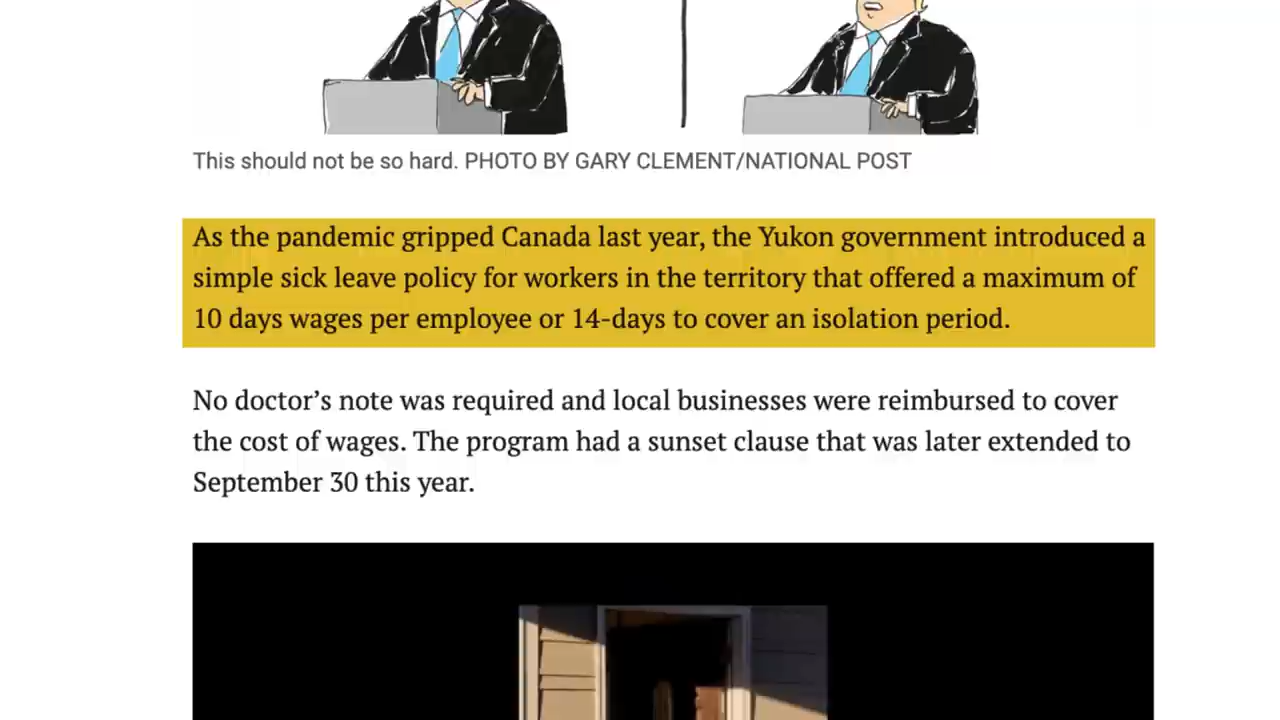 This should not be so hard. PHOTO BY GARY CLEMENT/NATIONAL POST
As the pandemic gripped Canada last year, the Yukon government introduced a
simple sick leave policy for workers in the territory that offered a maximum of
10 days wages per employee or 14-days to cover an isolation period.
No doctor’s note was required and local businesses were reimbursed to cover
the cost of wages. The program had a sunset clause that was later extended to
September 30 this year.